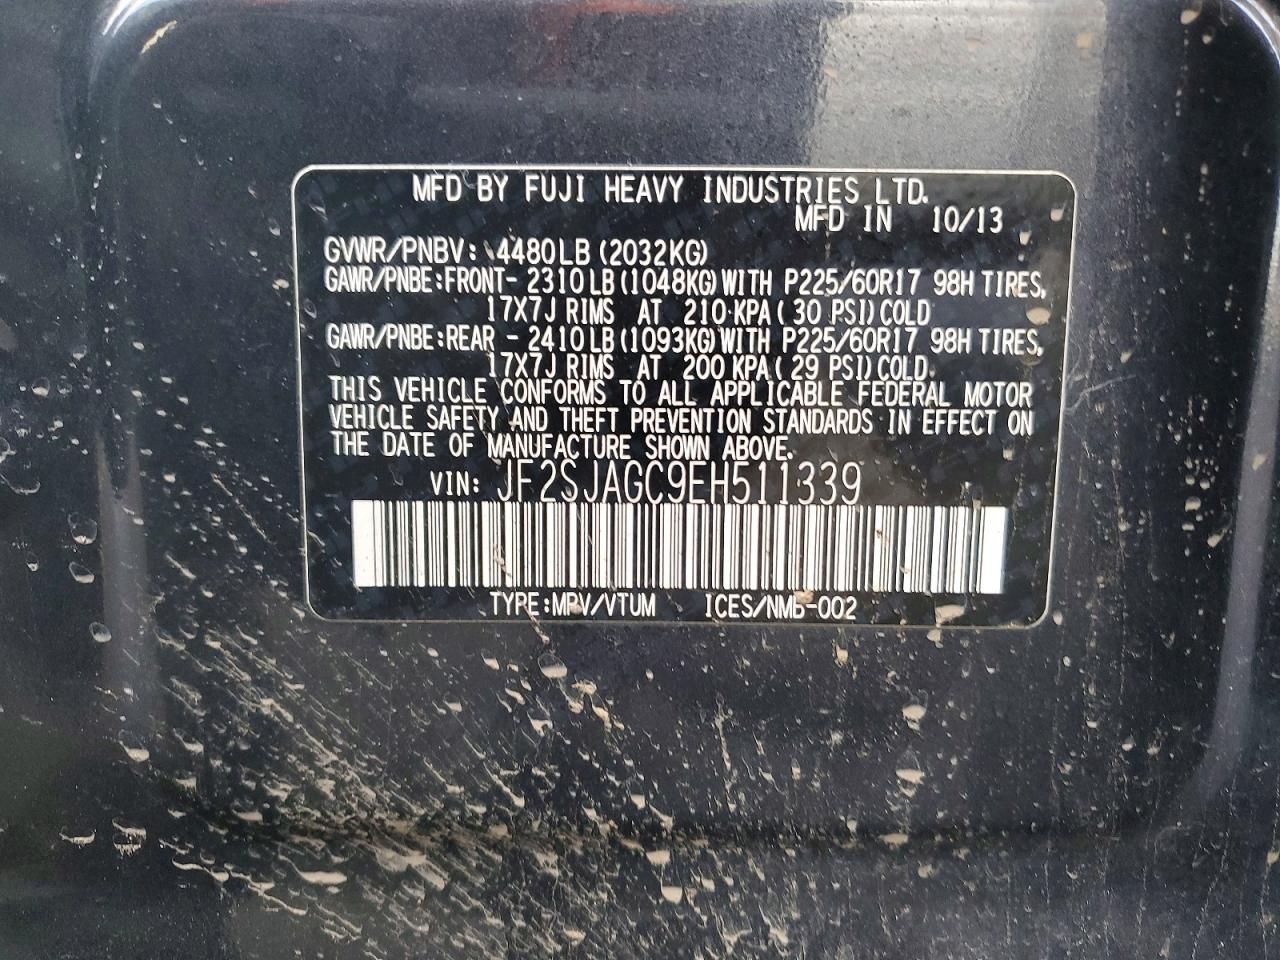 MFD BY FUJI HEAVY INDUSTRIES LTD.
MFD IN 10/13
GVWR/PNBV: 4480LB (2032KG)
GAWR/PNBE:FRONT- 2310LB(1048KG)WITH P225/60R17 98H TIRES,
17X7J RIMS AT 210 KPA( 30 PSI)COLD
GAWR/PNBE:REAR - 2410LB(1093KG)WITH P225/60R17 98H TIRES,
17X7J RIMS AT 200 KPA( 29 PSI)COLD.
THIS VEHICLE CONFORMS TO ALL APPLICABLE FEDERAL MOTOR
VEHICLE SAFETY AND THEFT PREVENTION STANDARDS IN EFFECT ON
THE DATE OF MANUFACTURE SHOWN ABOVE.
VIN: JF2SJAGC9EH511339
TYPE:MPV/VTUM ICES/NMB-002